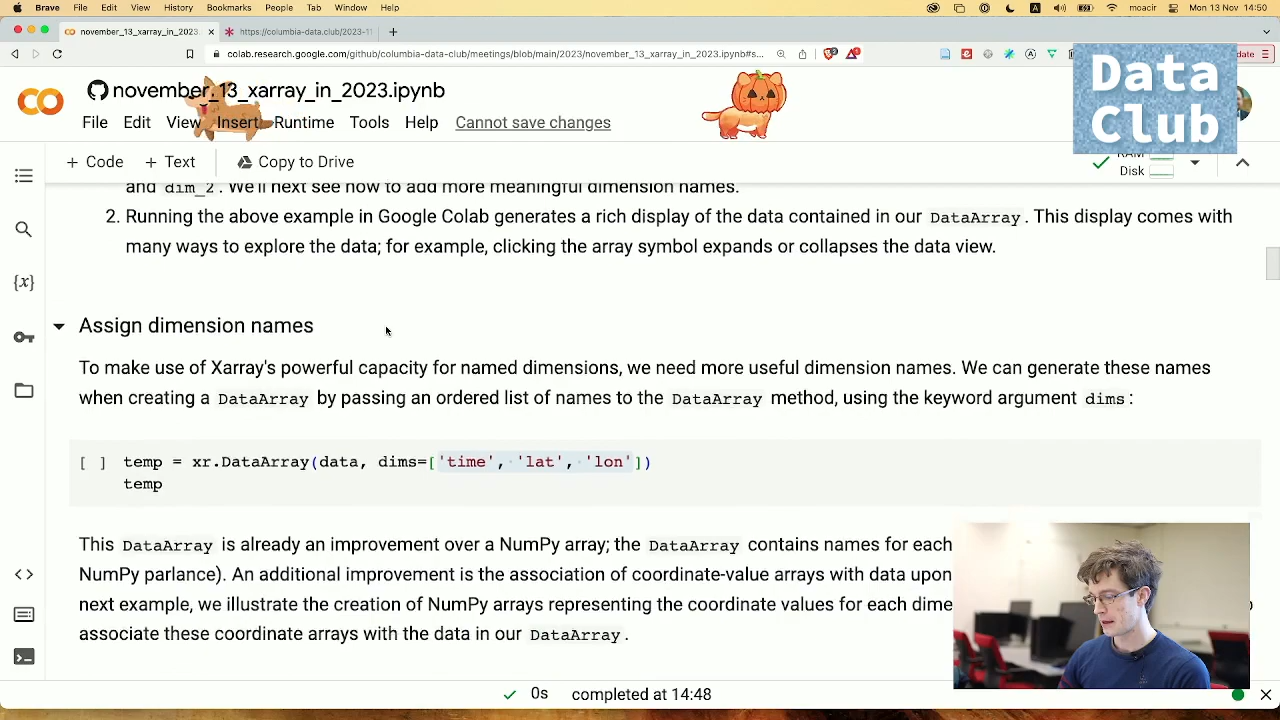 Brave File Edit View History Bookmarks People Tab Window Help moacir Mon 13 Nov 14:50
november_13_xarray_in_2023. https://columbia-data-club/2023-11
colab.research.google.com/github/columbia-data-club/meetings/blob/main/2023/november_13_xarray_in_2023.ipynb#s...
november_13_xarray_in_2023.ipynb
Data
Club
File Edit View Insert Runtime Tools Help Cannot save changes
+ Code + Text Copy to Drive RAM
Disk
and dim_2. We'll next see how to add more meaningful dimension names.
2. Running the above example in Google Colab generates a rich display of the data contained in our DataArray. This display comes with
many ways to explore the data; for example, clicking the array symbol expands or collapses the data view.
Assign dimension names
To make use of Xarray's powerful capacity for named dimensions, we need more useful dimension names. We can generate these names
when creating a DataArray by passing an ordered list of names to the DataArray method, using the keyword argument dims:
[ ] temp = xr.DataArray(data, dims=['time', 'lat', 'lon'])
temp
This DataArray is already an improvement over a NumPy array; the DataArray contains names for each
NumPy parlance). An additional improvement is the association of coordinate-value arrays with data upon
next example, we illustrate the creation of NumPy arrays representing the coordinate values for each dime
associate these coordinate arrays with the data in our DataArray.
0s completed at 14:48